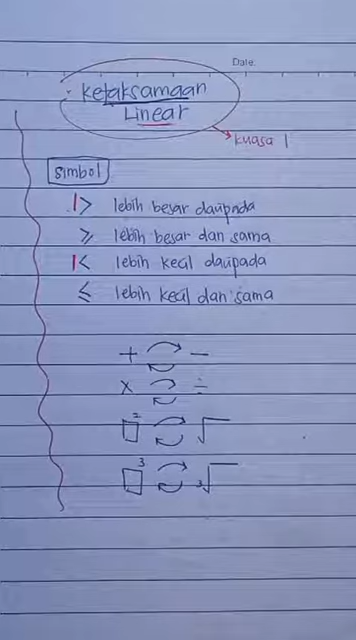 Date:
Ketaksamaan
Linear
kuasa 1
simbol
> lebih besar daripada
⩾ lebih besar dan sama
< lebih kecil daripada
≤ lebih kecil dan sama
+ ⇄ −
× ⇄ ÷
□² ⇄ √
□³ ⇄ ³√